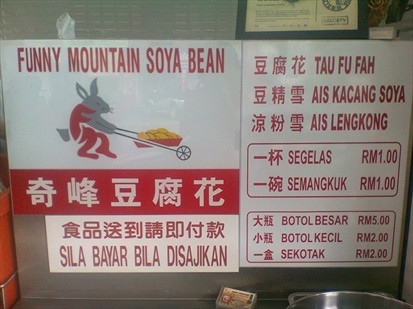 FUNNY MOUNTAIN SOYA BEAN
奇峰豆腐花
食品送到請即付款
SILA BAYAR BILA DISAJIKAN
豆腐花 TAU FU FAH
豆精雪 AIS KACANG SOYA
涼粉雪 AIS LENGKONG
一杯 SEGELAS RM1.00
一碗 SEMANGKUK RM1.00
大瓶 BOTOL BESAR RM5.00
小瓶 BOTOL KECIL RM2.00
一盒 SEKOTAK RM2.00